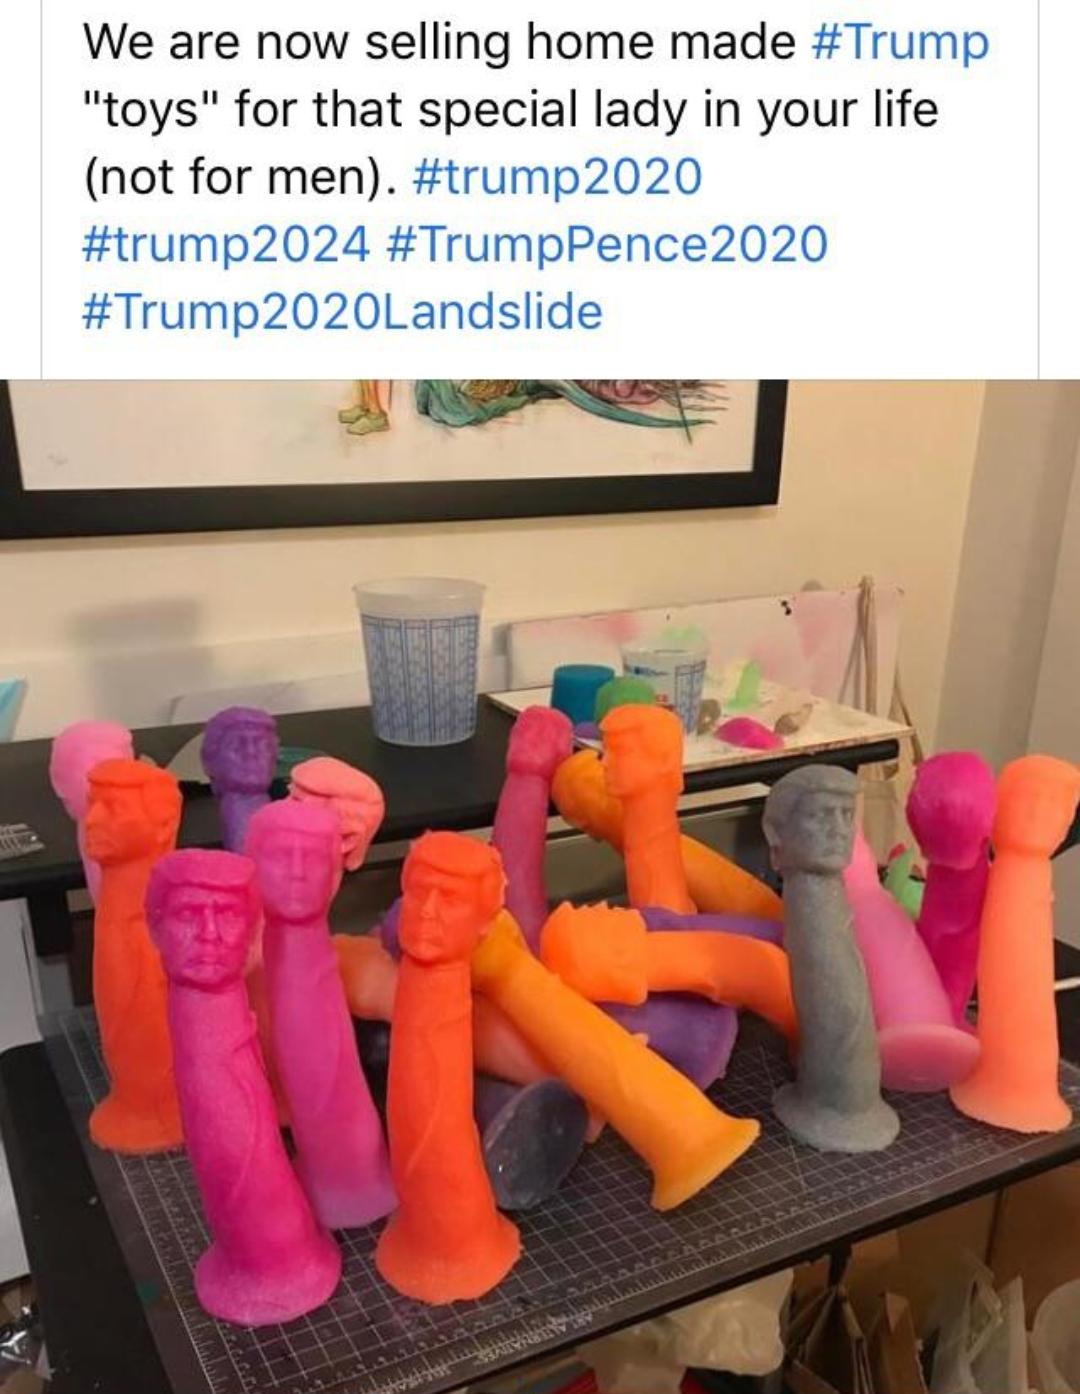 We are now selling home made #Trump
"toys" for that special lady in your life
(not for men). #trump2020
#trump2024 #TrumpPence2020
#Trump2020Landslide